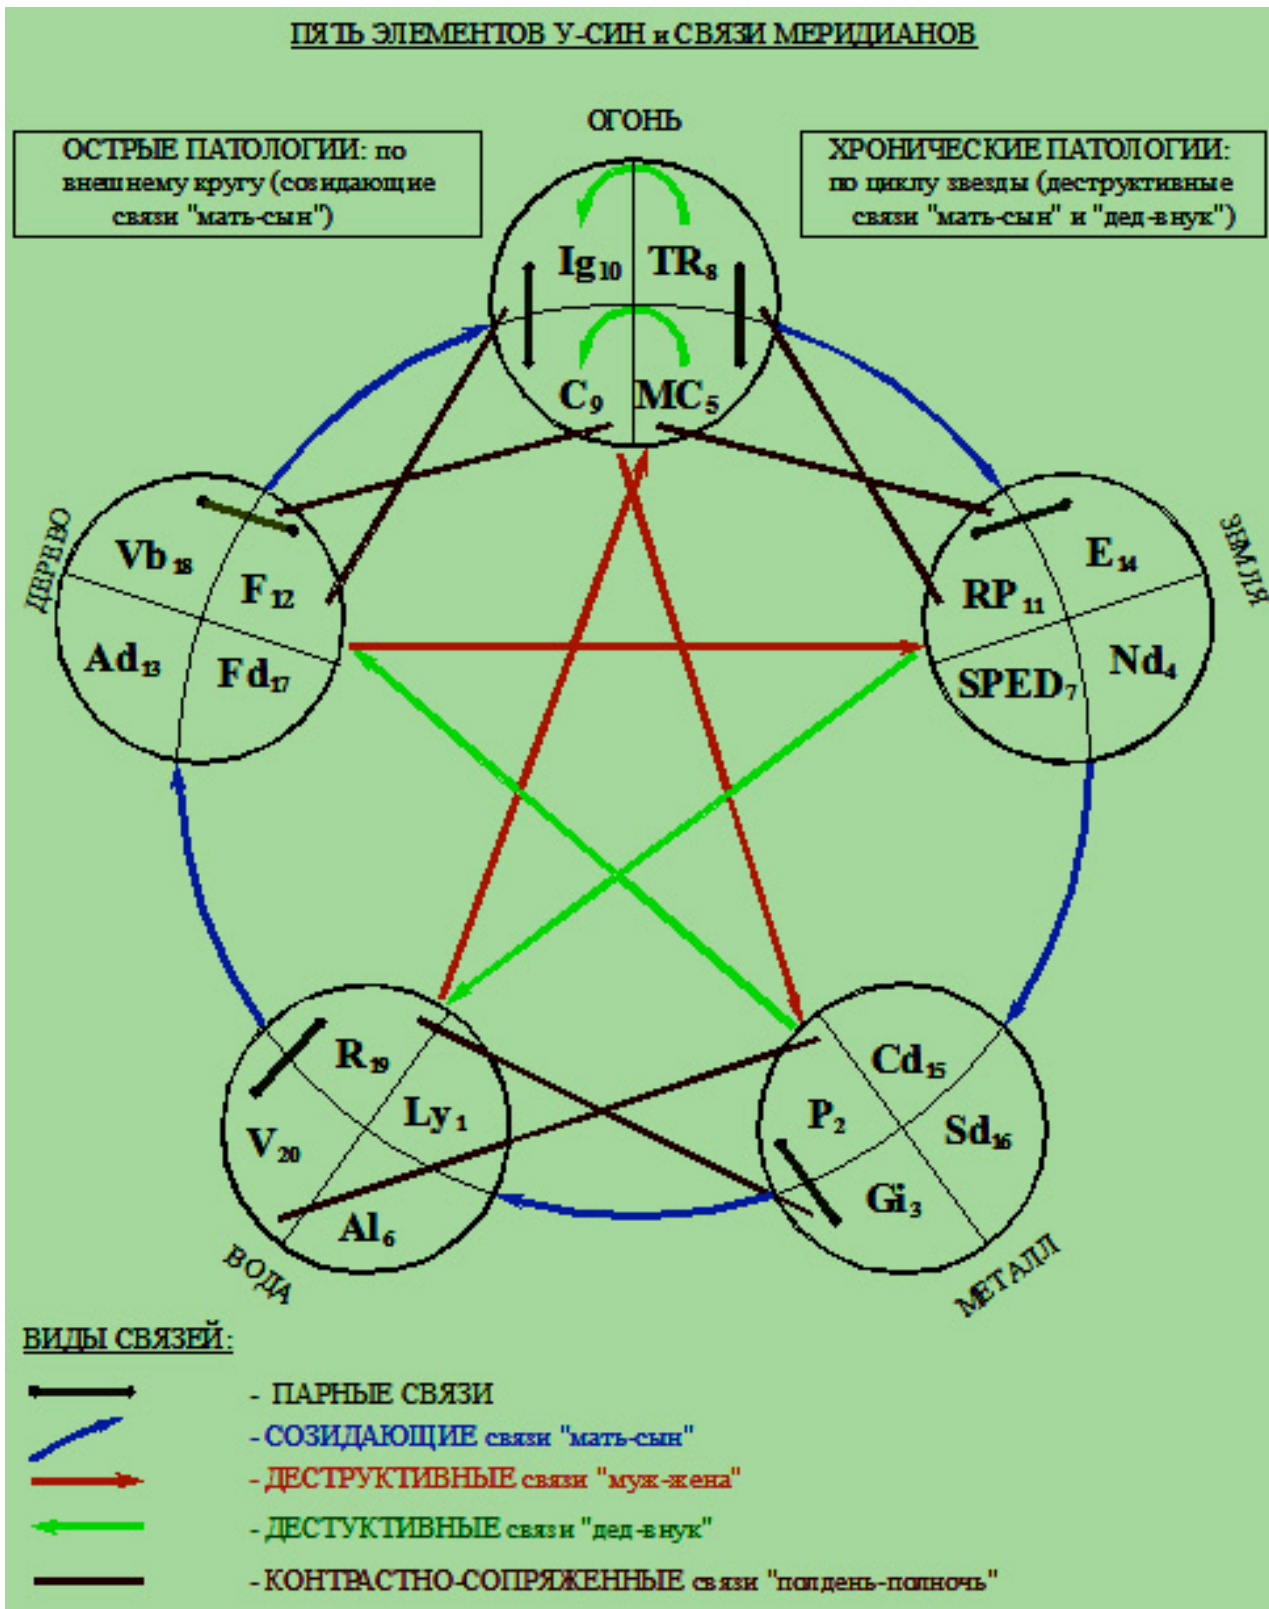 ПЯТЬ ЭЛЕМЕНТОВ У-СИН и СВЯЗИ МЕРИДИАНОВ
ОГОНЬ
ОСТРЫЕ ПАТОЛОГИИ: по
внешнему кругу (созидающие
связи "мать-сын")
ХРОНИЧЕСКИЕ ПАТОЛОГИИ:
по циклу звезды (деструктивные
связи "мать-сын" и "дед-внук")
Ig10 TR8
C9 MC5
ДЕРЕВО
Vb18
F12
Ad13
Fd17
ЗЕМЛЯ
E14
RP11
SPED7
Nd4
R19
Ly1
V20
Al6
ВОДА
Cd15
P2
Sd16
Gi3
МЕТАЛЛ
ВИДЫ СВЯЗЕЙ:
- ПАРНЫЕ СВЯЗИ
- СОЗИДАЮЩИЕ связи "мать-сын"
- ДЕСТРУКТИВНЫЕ связи "муж-жена"
- ДЕСТУКТИВНЫЕ связи "дед-внук"
- КОНТРАСТНО-СОПРЯЖЕННЫЕ связи "полдень-полночь"